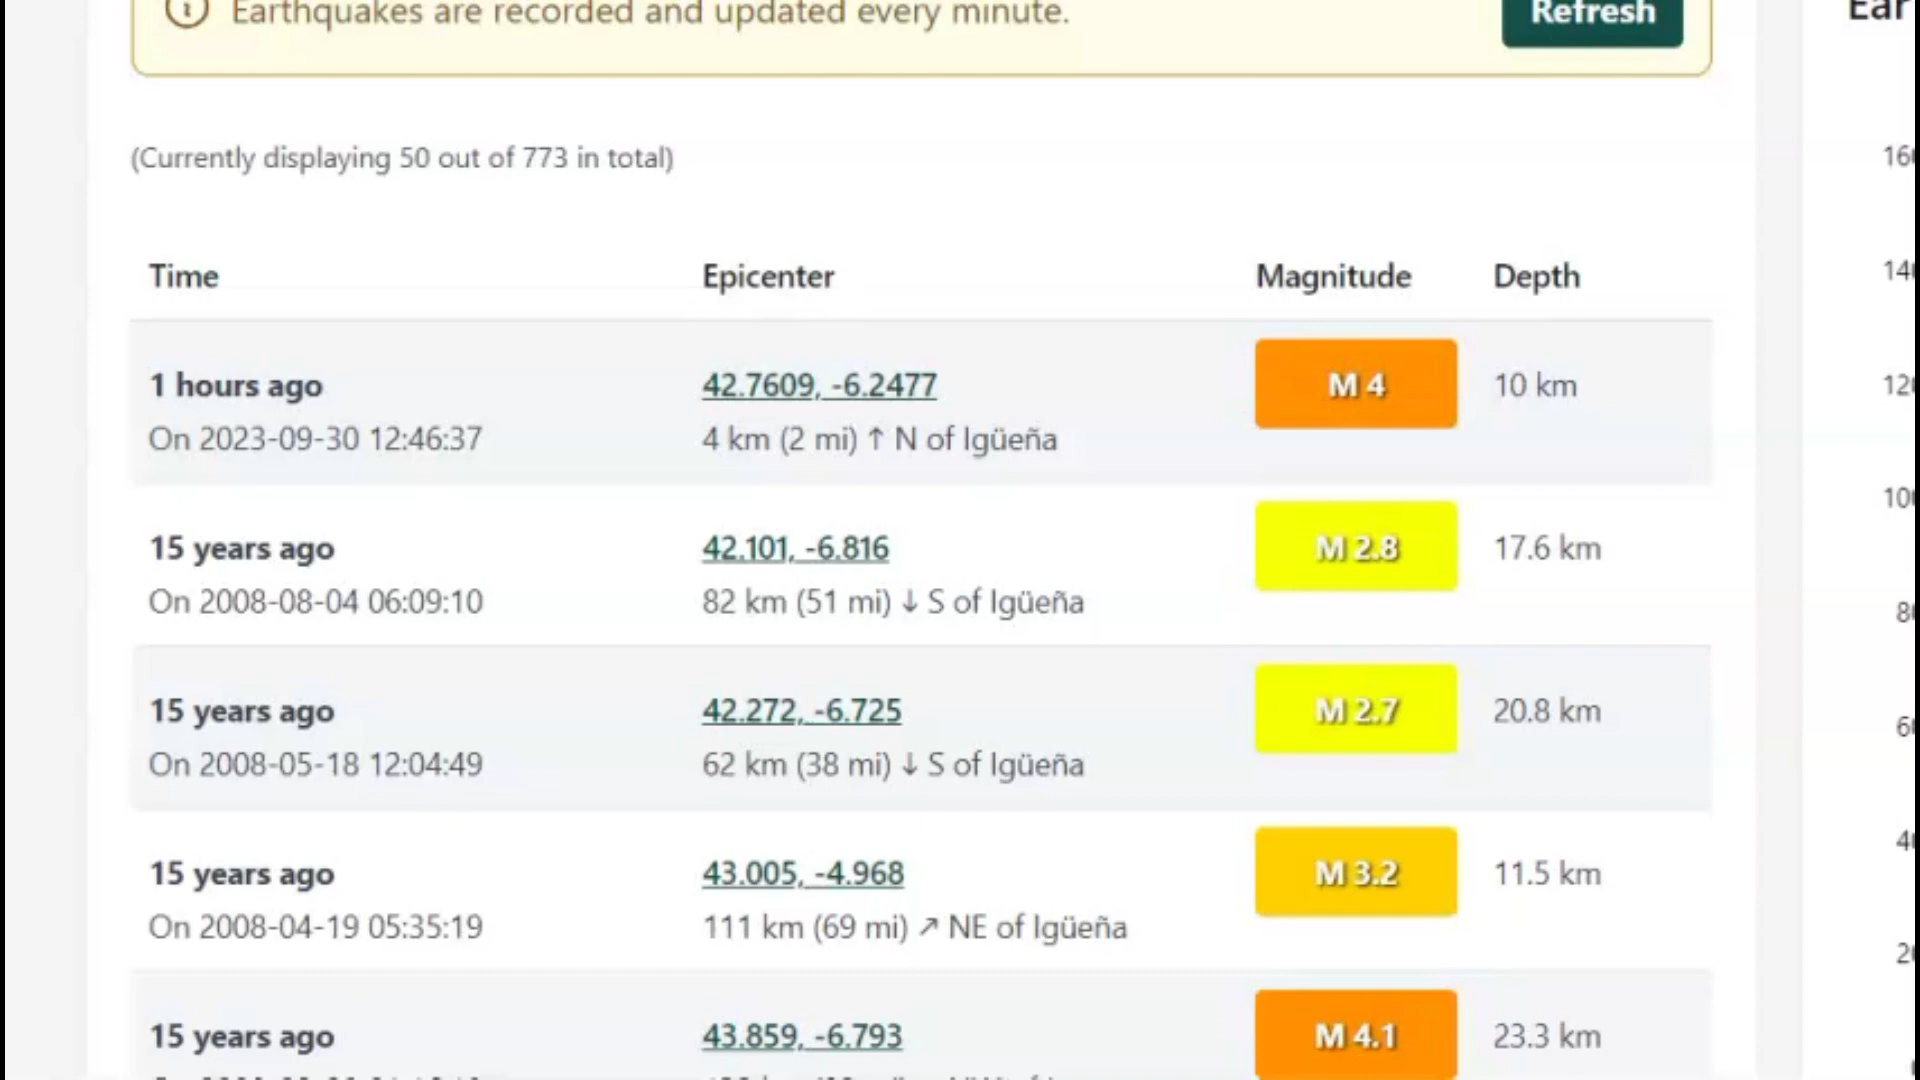 Earthquakes are recorded and updated every minute.
Refresh
(Currently displaying 50 out of 773 in total)
Time Epicenter Magnitude Depth
1 hours ago 42.7609, -6.2477 M 4 10 km
On 2023-09-30 12:46:37 4 km (2 mi) ↑ N of Igüeña
15 years ago 42.101, -6.816 M 2.8 17.6 km
On 2008-08-04 06:09:10 82 km (51 mi) ↓ S of Igüeña
15 years ago 42.272, -6.725 M 2.7 20.8 km
On 2008-05-18 12:04:49 62 km (38 mi) ↓ S of Igüeña
15 years ago 43.005, -4.968 M 3.2 11.5 km
On 2008-04-19 05:35:19 111 km (69 mi) ↗ NE of Igüeña
15 years ago 43.859, -6.793 M 4.1 23.3 km